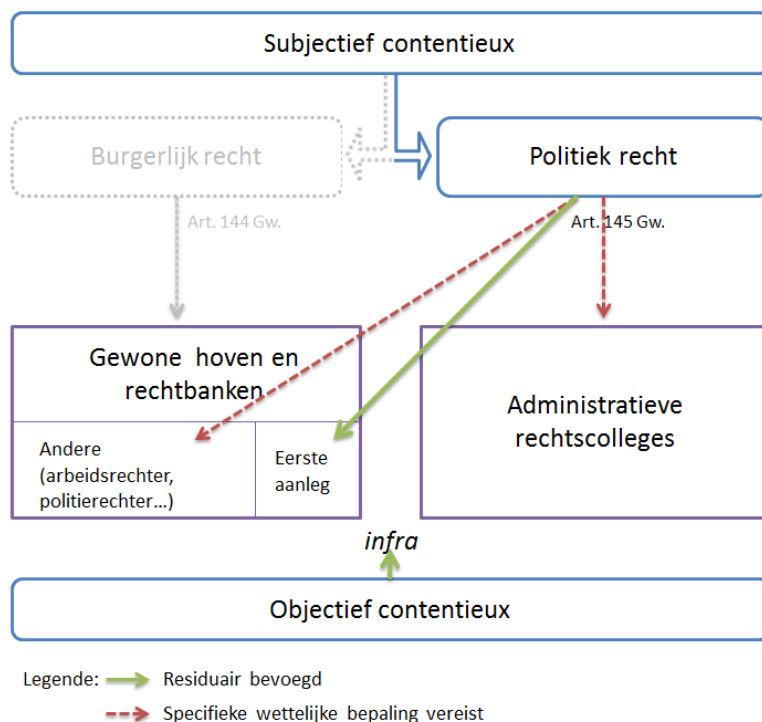 Subjectief contentieux
Burgerlijk recht
Politiek recht
Art. 144 Gw.
Art. 145 Gw.
Gewone hoven en
rechtbanken
Andere
(arbeidsrechter,
politierechter...)
Eerste
aanleg
Administratieve
rechtscolleges
infra
Objectief contentieux
Legende:
Residuair bevoegd
Specifieke wettelijke bepaling vereist